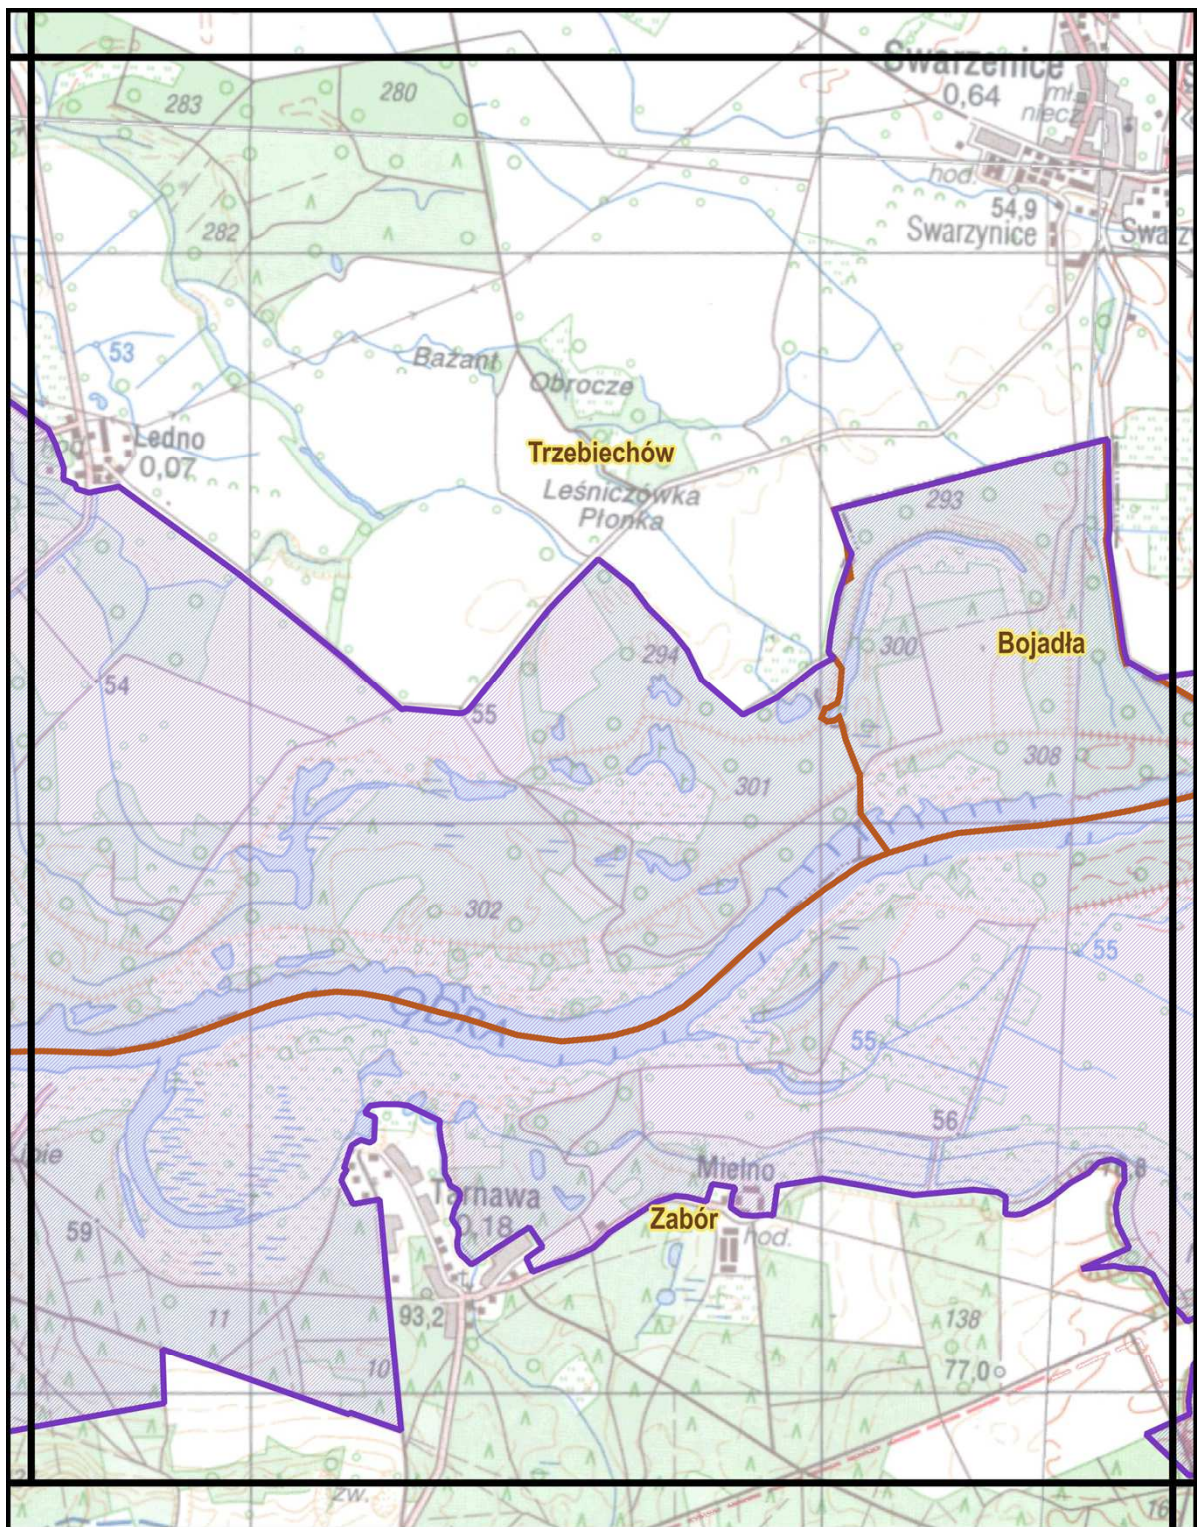 Swarzenice
0,64
283
280
mł.
niecz.
hod.
54,9
282
Swarzynice
53
Bażant
Obrocze
Ledno
0,07
Trzebiechów
Leśniczówka
Płonka
293
294
300
Bojadła
54
55
308
301
302
55
ODRA
55
56
Mielno
Tarnawa
0,18
Zabór
hod.
59
11
93,2
138
10
77,0
zw.